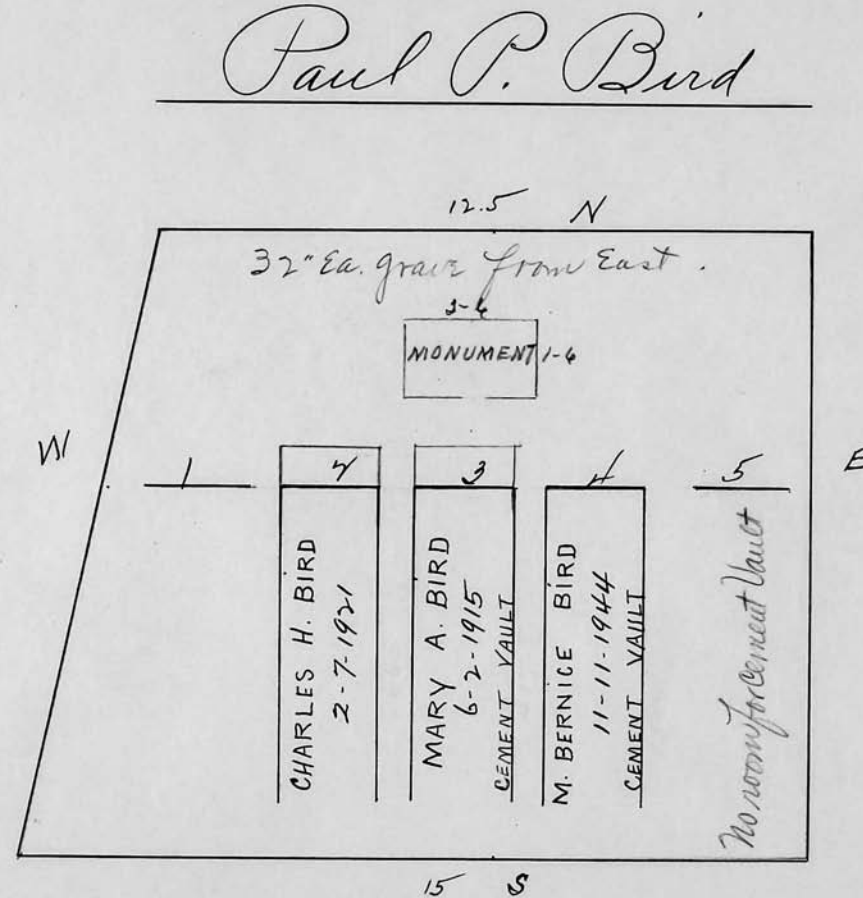 Paul P. Bird
12.5 N
32" Ea. grave from East.
3-6
MONUMENT 1-6
W
E
1 2 3 4 5
CHARLES H. BIRD
2-7-1921
MARY A. BIRD
6-2-1915
CEMENT VAULT
M. BERNICE BIRD
11-11-1944
CEMENT VAULT
No room for cement Vault
15 S